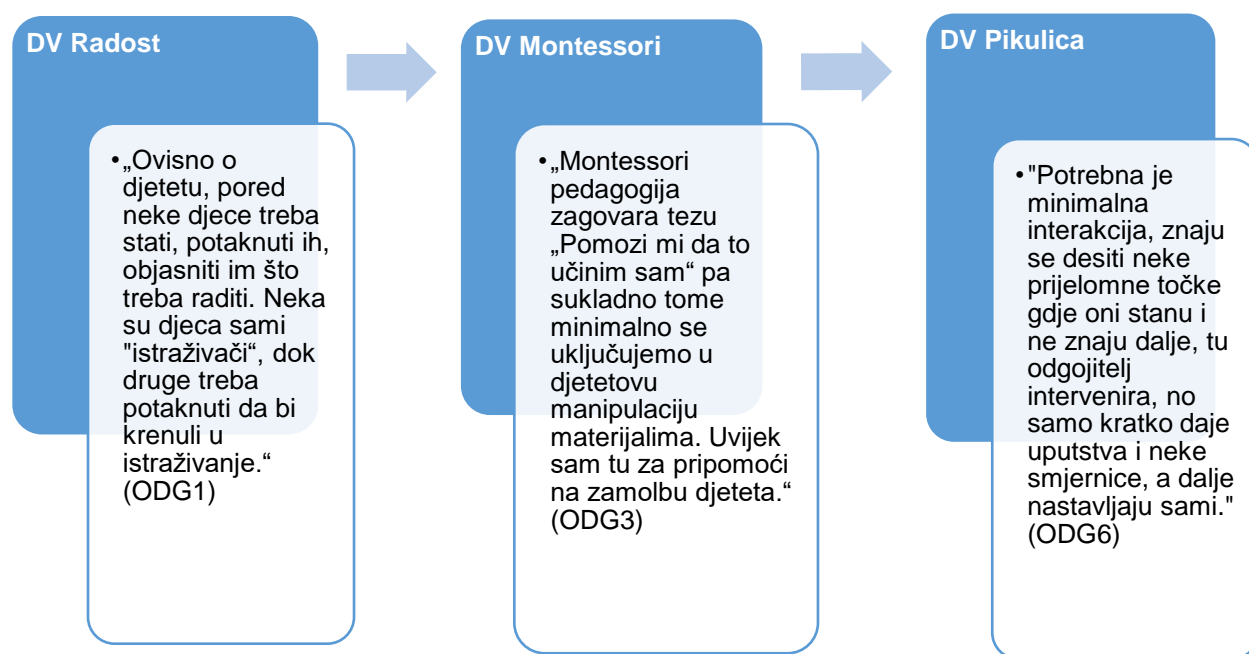 DV Radost
•„Ovisno o
djetetu, pored
neke djece treba
stati, potaknuti ih,
objasniti im što
treba raditi. Neka
su djeca sami
"istraživači“, dok
druge treba
potaknuti da bi
krenuli u
istraživanje.“
(ODG1)
DV Montessori
•„Montessori
pedagogija
zagovara tezu
„Pomozi mi da to
učinim sam“ pa
sukladno tome
minimalno se
uključujemo u
djetetovu
manipulaciju
materijalima. Uvijek
sam tu za pripomoći
na zamolbu djeteta.“
(ODG3)
DV Pikulica
•"Potrebna je
minimalna
interakcija, znaju
se desiti neke
prijelomne točke
gdje oni stanu i
ne znaju dalje, tu
odgojitelj
intervenira, no
samo kratko daje
uputstva i neke
smjernice, a dalje
nastavljaju sami."
(ODG6)